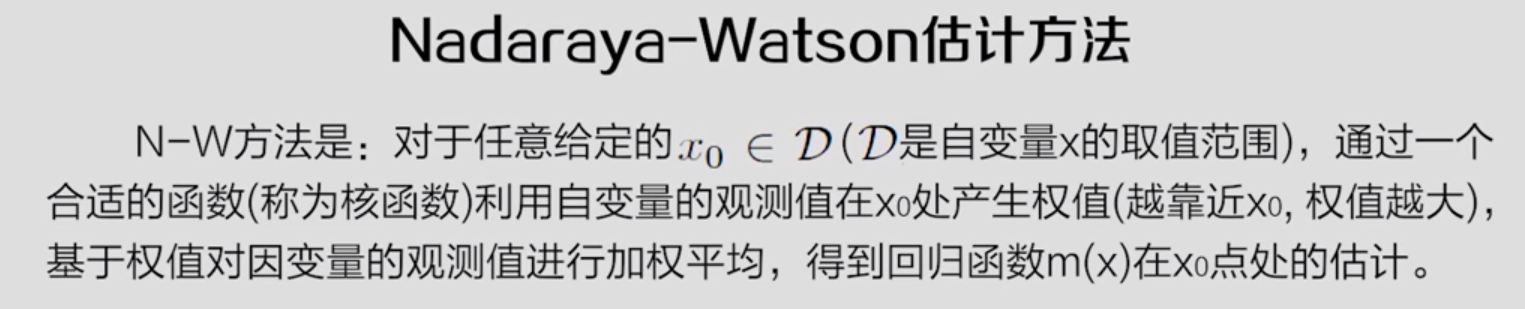 Nadaraya-Watson估计方法
N-W方法是：对于任意给定的x₀ ∈ 𝒟(𝒟是自变量x的取值范围)，通过一个
合适的函数(称为核函数)利用自变量的观测值在x₀处产生权值(越靠近x₀, 权值越大)，
基于权值对因变量的观测值进行加权平均，得到回归函数m(x)在x₀点处的估计。